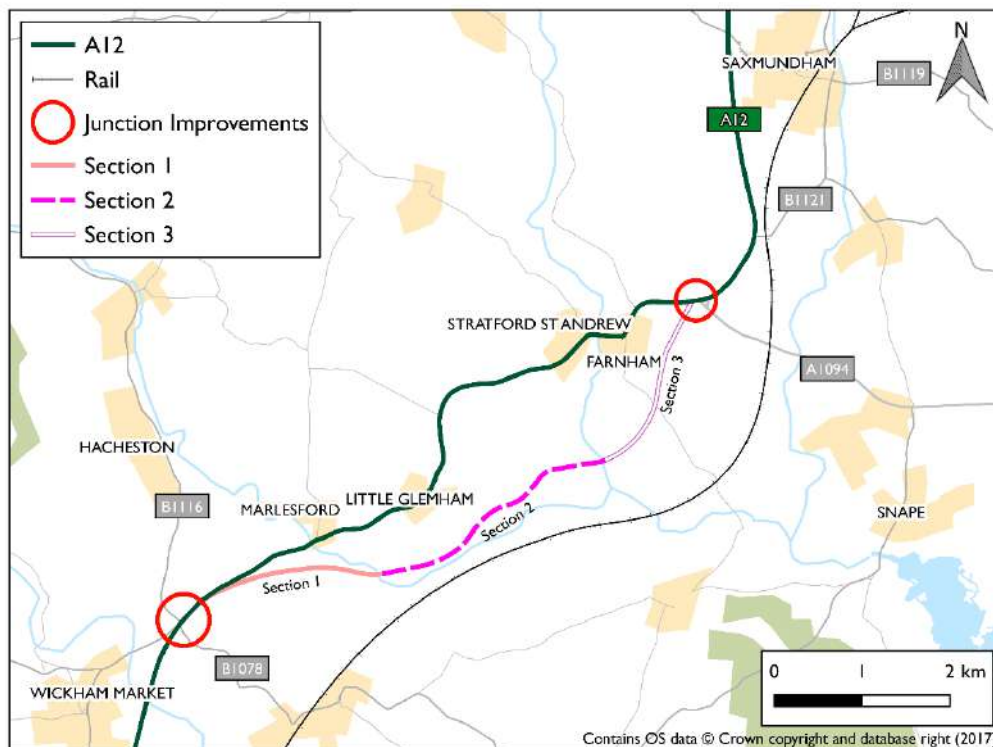 A12
Rail
Junction Improvements
Section 1
Section 2
Section 3
N
SAXMUNDHAM
B1119
A12
B1121
STRATFORD ST ANDREW
FARNHAM
Section 3
A1094
HACHESTON
B1116
MARLESFORD
LITTLE GLEMHAM
Section 2
SNAPE
Section 1
B1078
WICKHAM MARKET
0 1 2 km
Contains OS data © Crown copyright and database right (2017